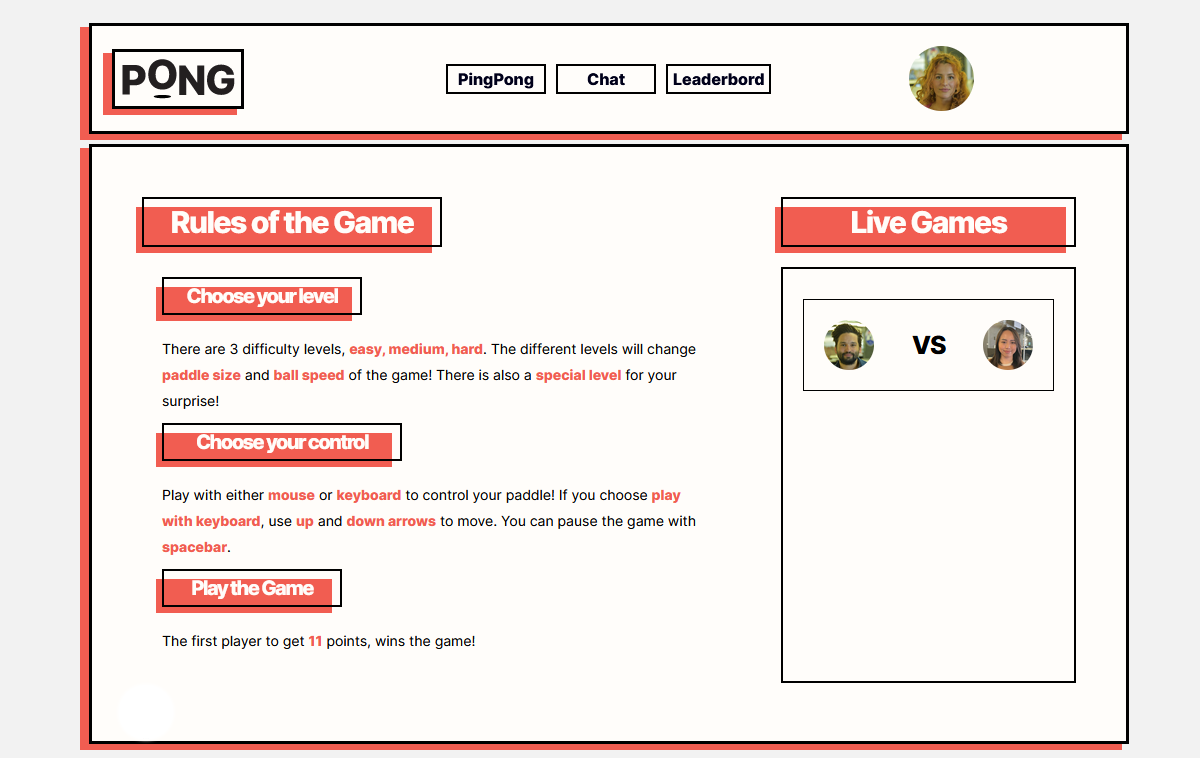 PONG
PingPong
Chat
Leaderbord
Rules of the Game
Choose your level
There are 3 difficulty levels, easy, medium, hard. The different levels will change
paddle size and ball speed of the game! There is also a special level for your
surprise!
Choose your control
Play with either mouse or keyboard to control your paddle! If you choose play
with keyboard, use up and down arrows to move. You can pause the game with
spacebar.
Play the Game
The first player to get 11 points, wins the game!
Live Games
VS